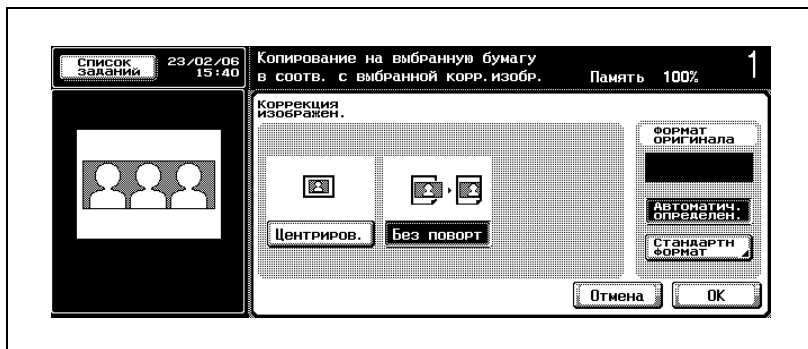 Список
заданий
23/02/06
15:40
Копирование на выбранную бумагу
в соотв. с выбранной корр.изобр.
Память 100%
1
Коррекция
изображен.
Центриров.
Без поворт
Формат
оригинала
Автоматич.
определен.
Стандартн
формат
Отмена
OK